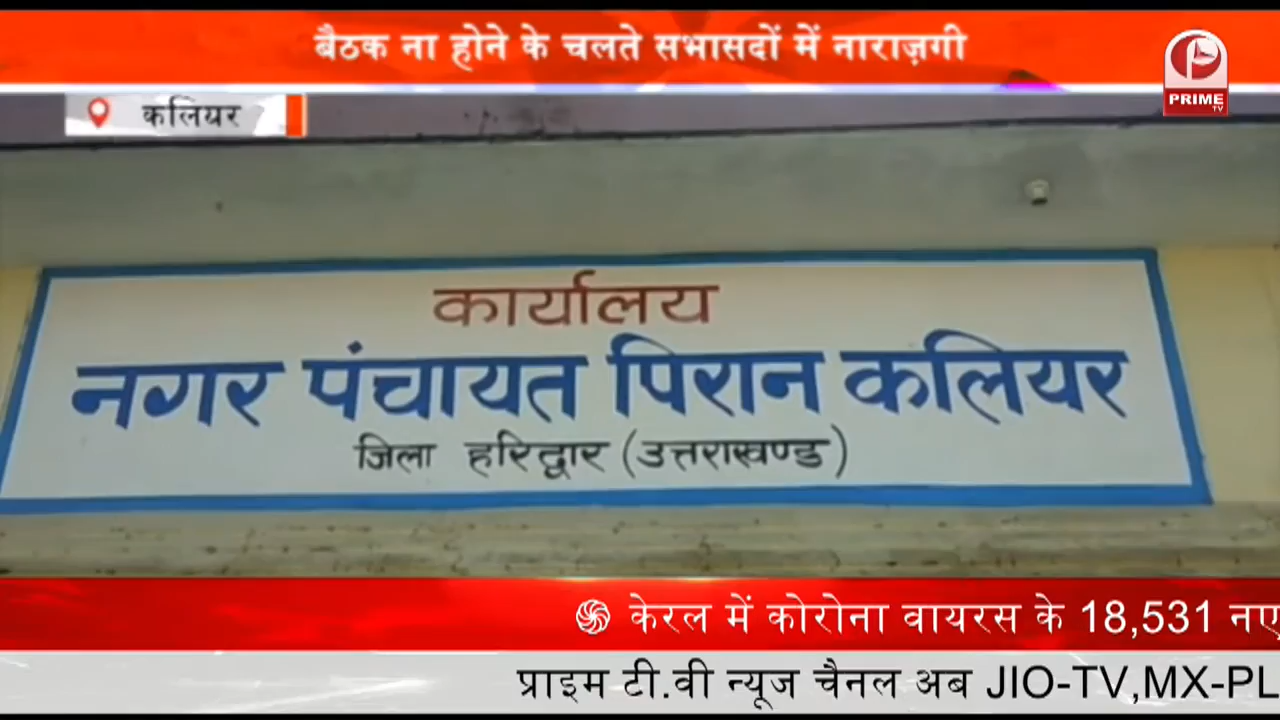 बैठक ना होने के चलते सभासदों में नाराज़गी
PRIME
TV
कलियर
कार्यालय
नगर पंचायत पिरान कलियर
जिला हरिद्वार (उत्तराखण्ड)
केरल में कोरोना वायरस के 18,531 नए
प्राइम टी.वी न्यूज चैनल अब JIO-TV,MX-PL